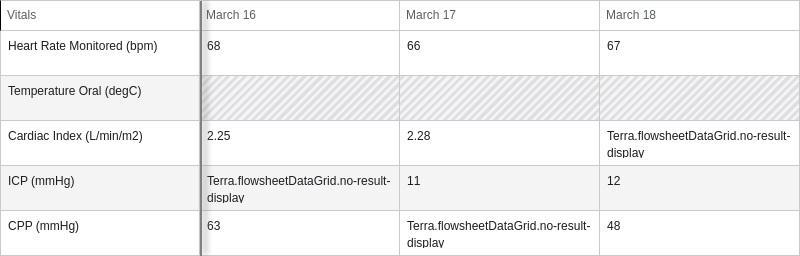 Vitals March 16 March 17 March 18
Heart Rate Monitored (bpm) 68 66 67
Temperature Oral (degC)
Cardiac Index (L/min/m2) 2.25 2.28 Terra.flowsheetDataGrid.no-result-
display
ICP (mmHg) Terra.flowsheetDataGrid.no-result- 11 12
display
CPP (mmHg) 63 Terra.flowsheetDataGrid.no-result- 48
display